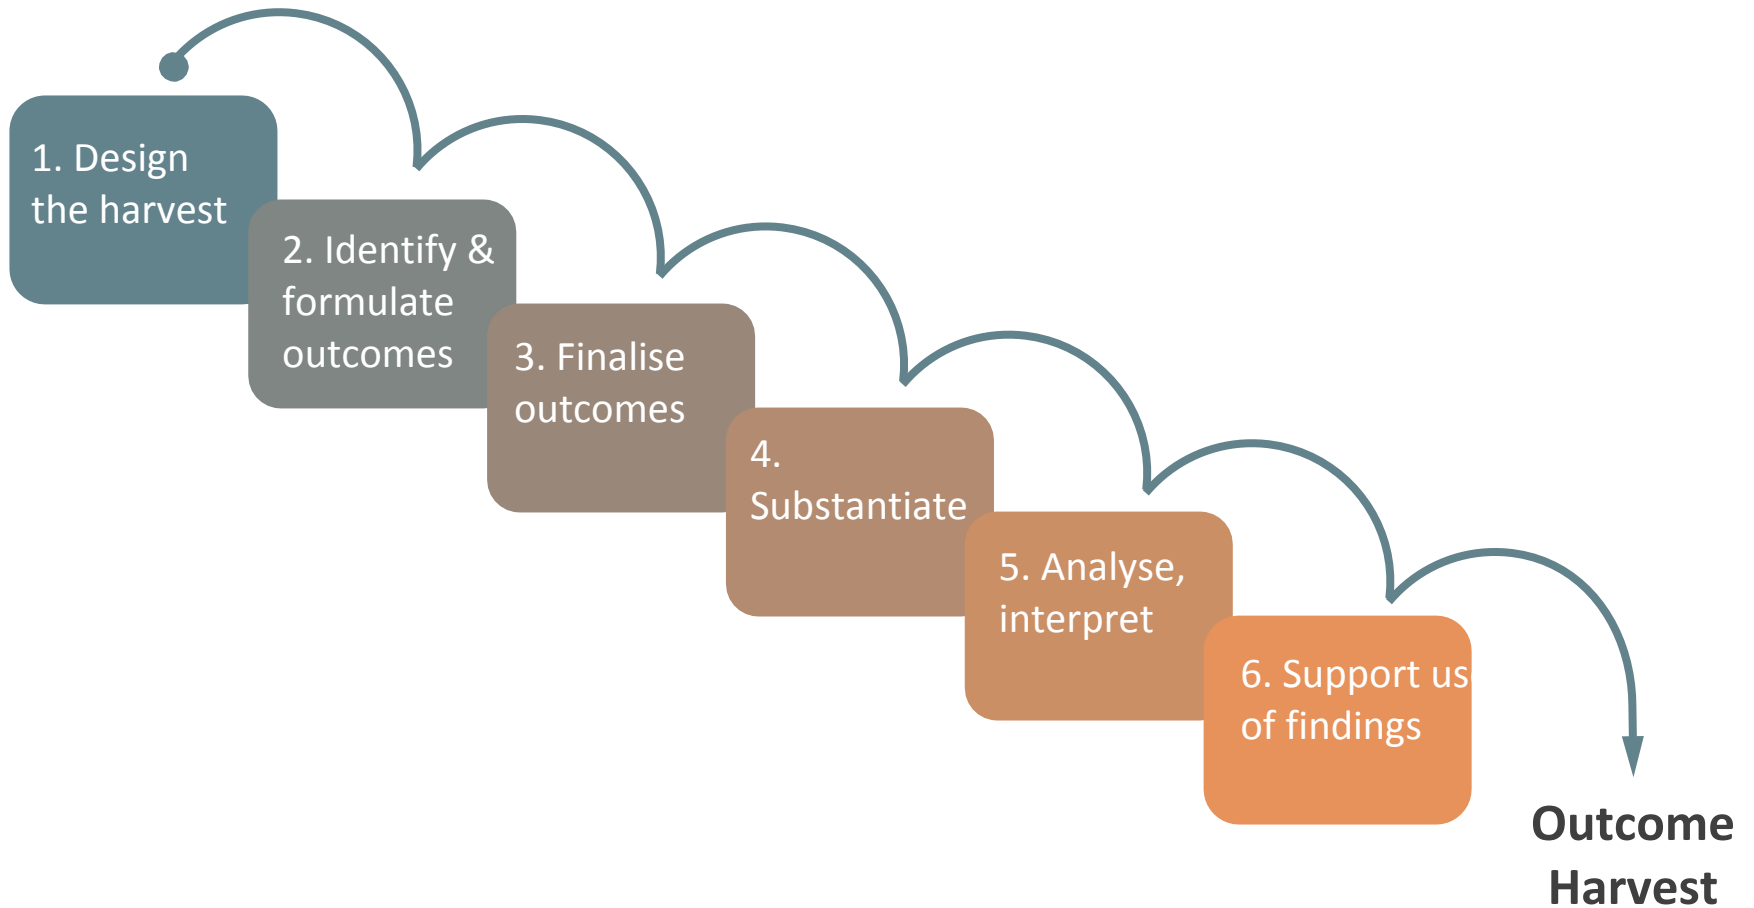 1. Design
the harvest
2. Identify &
formulate
outcomes
3. Finalise
outcomes
4.
Substantiate
5. Analyse,
interpret
6. Support use
of findings
Outcome
Harvest